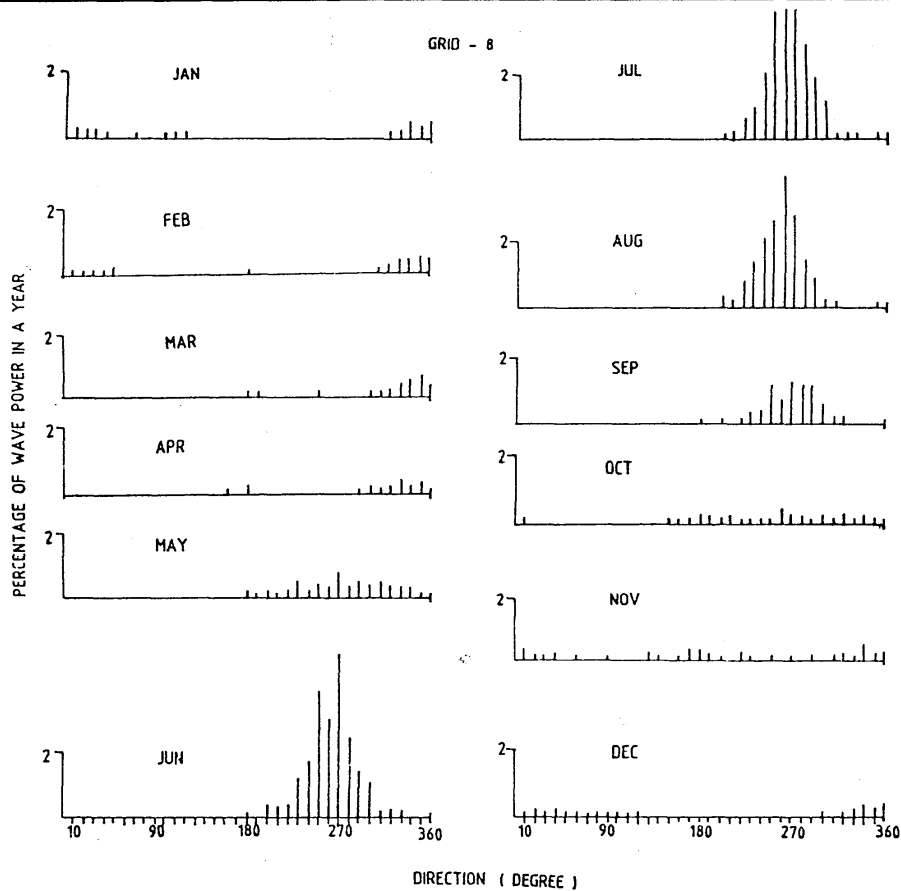 GRID - 8
2
JAN
2
FEB
2
MAR
2
APR
2
MAY
2
JUN
10 90 180 270 360
2
JUL
2
AUG
2
SEP
2
OCT
2
NOV
2
DEC
10 90 180 270 360
PERCENTAGE OF WAVE POWER IN A YEAR
DIRECTION ( DEGREE )